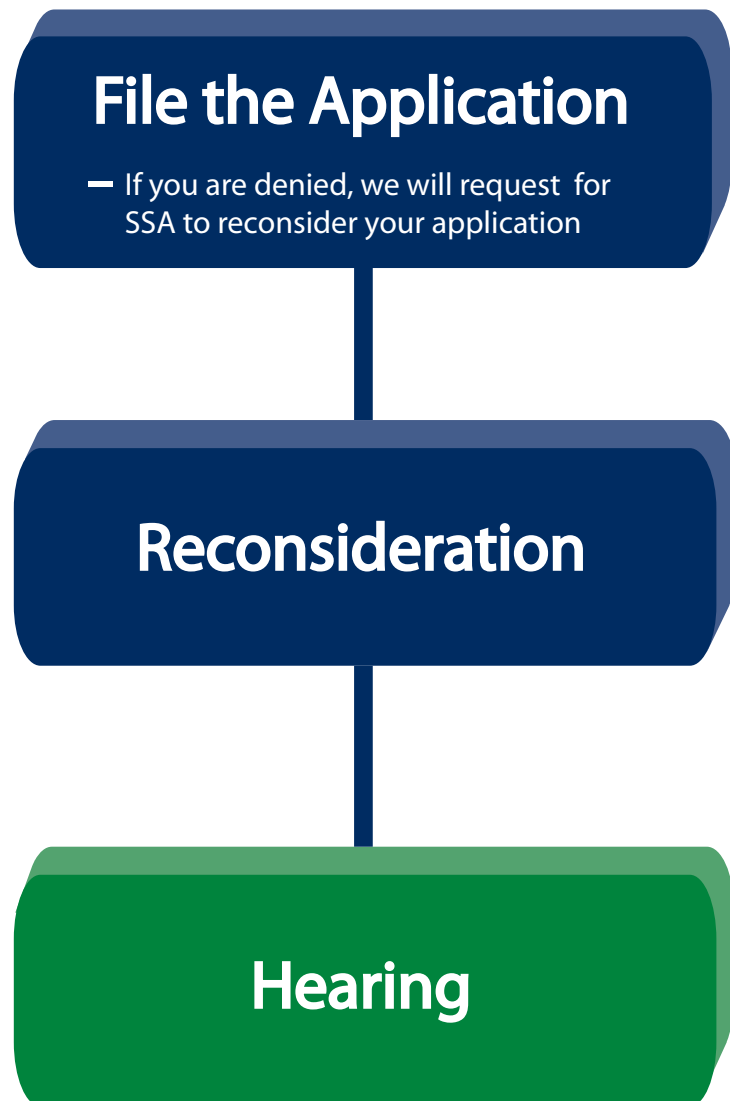 File the Application
– If you are denied, we will request for
SSA to reconsider your application
Reconsideration
Hearing